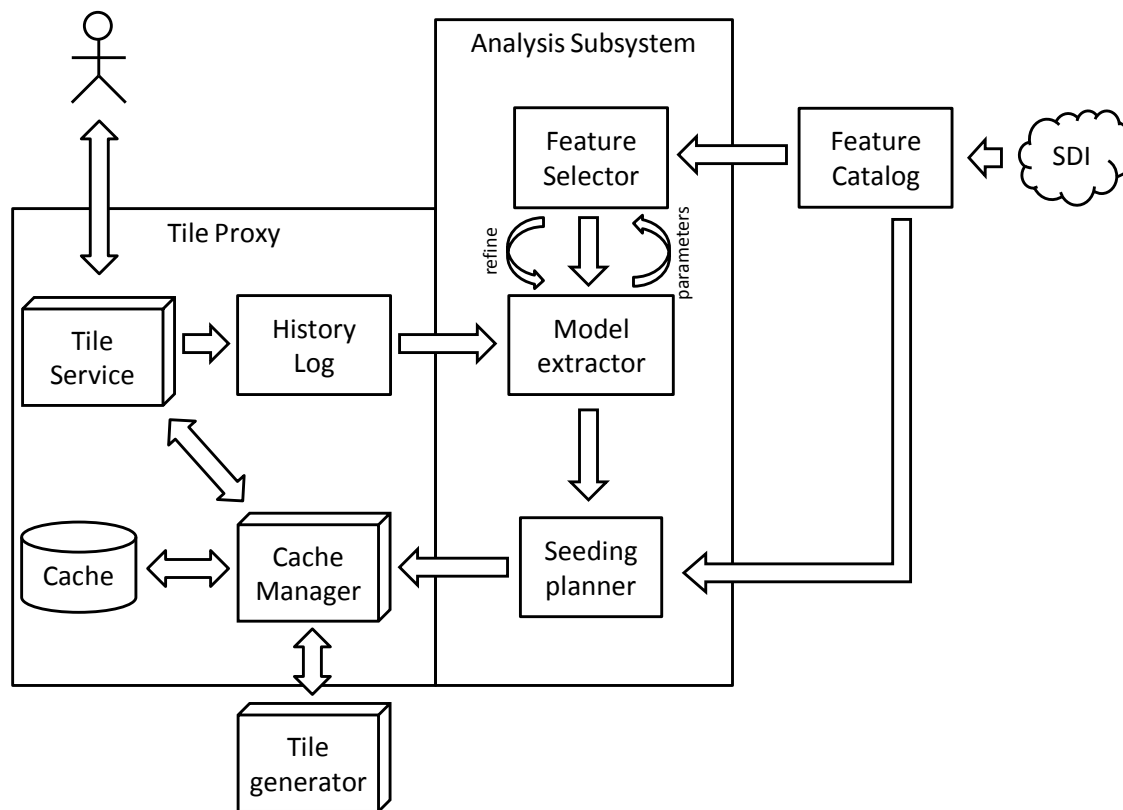 Analysis Subsystem
Feature
Selector
Feature
Catalog
SDI
Tile Proxy
refine
parameters
Tile
Service
History
Log
Model
extractor
Cache
Cache
Manager
Seeding
planner
Tile
generator